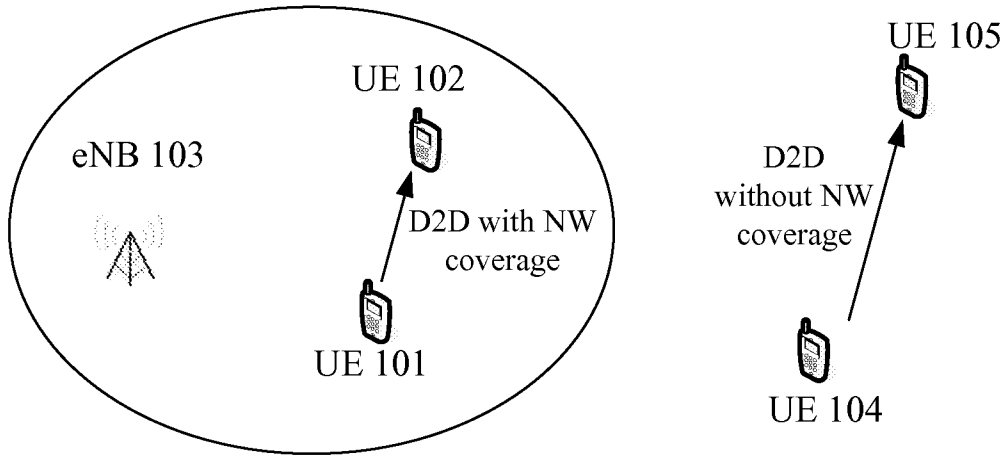 UE 105
UE 102
eNB 103
D2D
without NW
coverage
D2D with NW
coverage
UE 101
UE 104